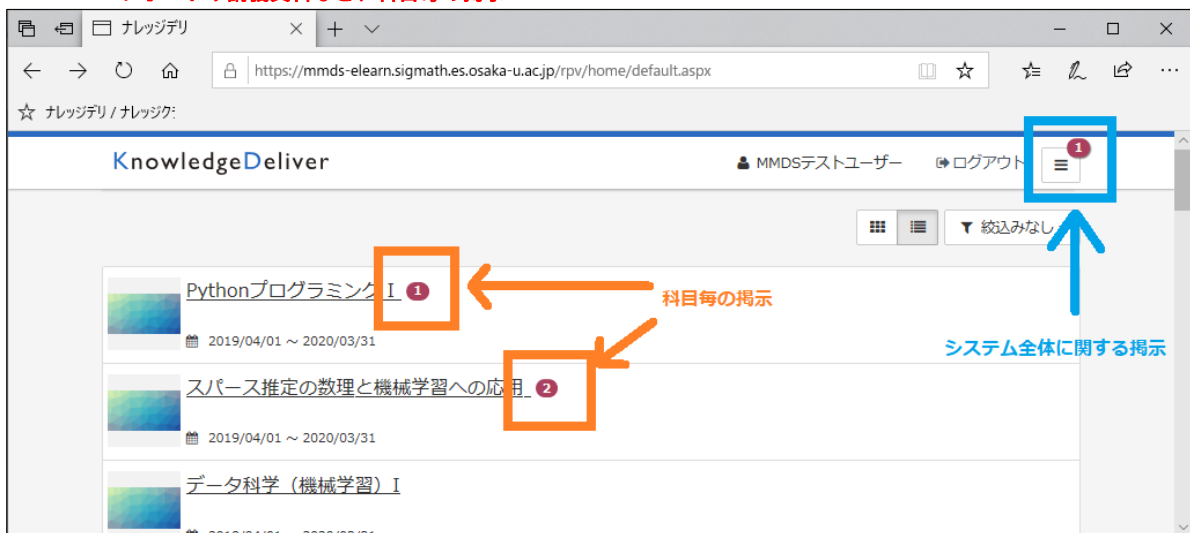 ナレッジデリ
https://mmds-elearn.sigmath.es.osaka-u.ac.jp/rpv/home/default.aspx
ナレッジデリ / ナレッジクラ
KnowledgeDeliver
MMDSテストユーザー ログアウト 1
絞込みなし
Pythonプログラミング I 1
科目毎の掲示
2019/04/01 ~ 2020/03/31
システム全体に関する掲示
スパース推定の数理と機械学習への応用 2
2019/04/01 ~ 2020/03/31
データ科学（機械学習）I